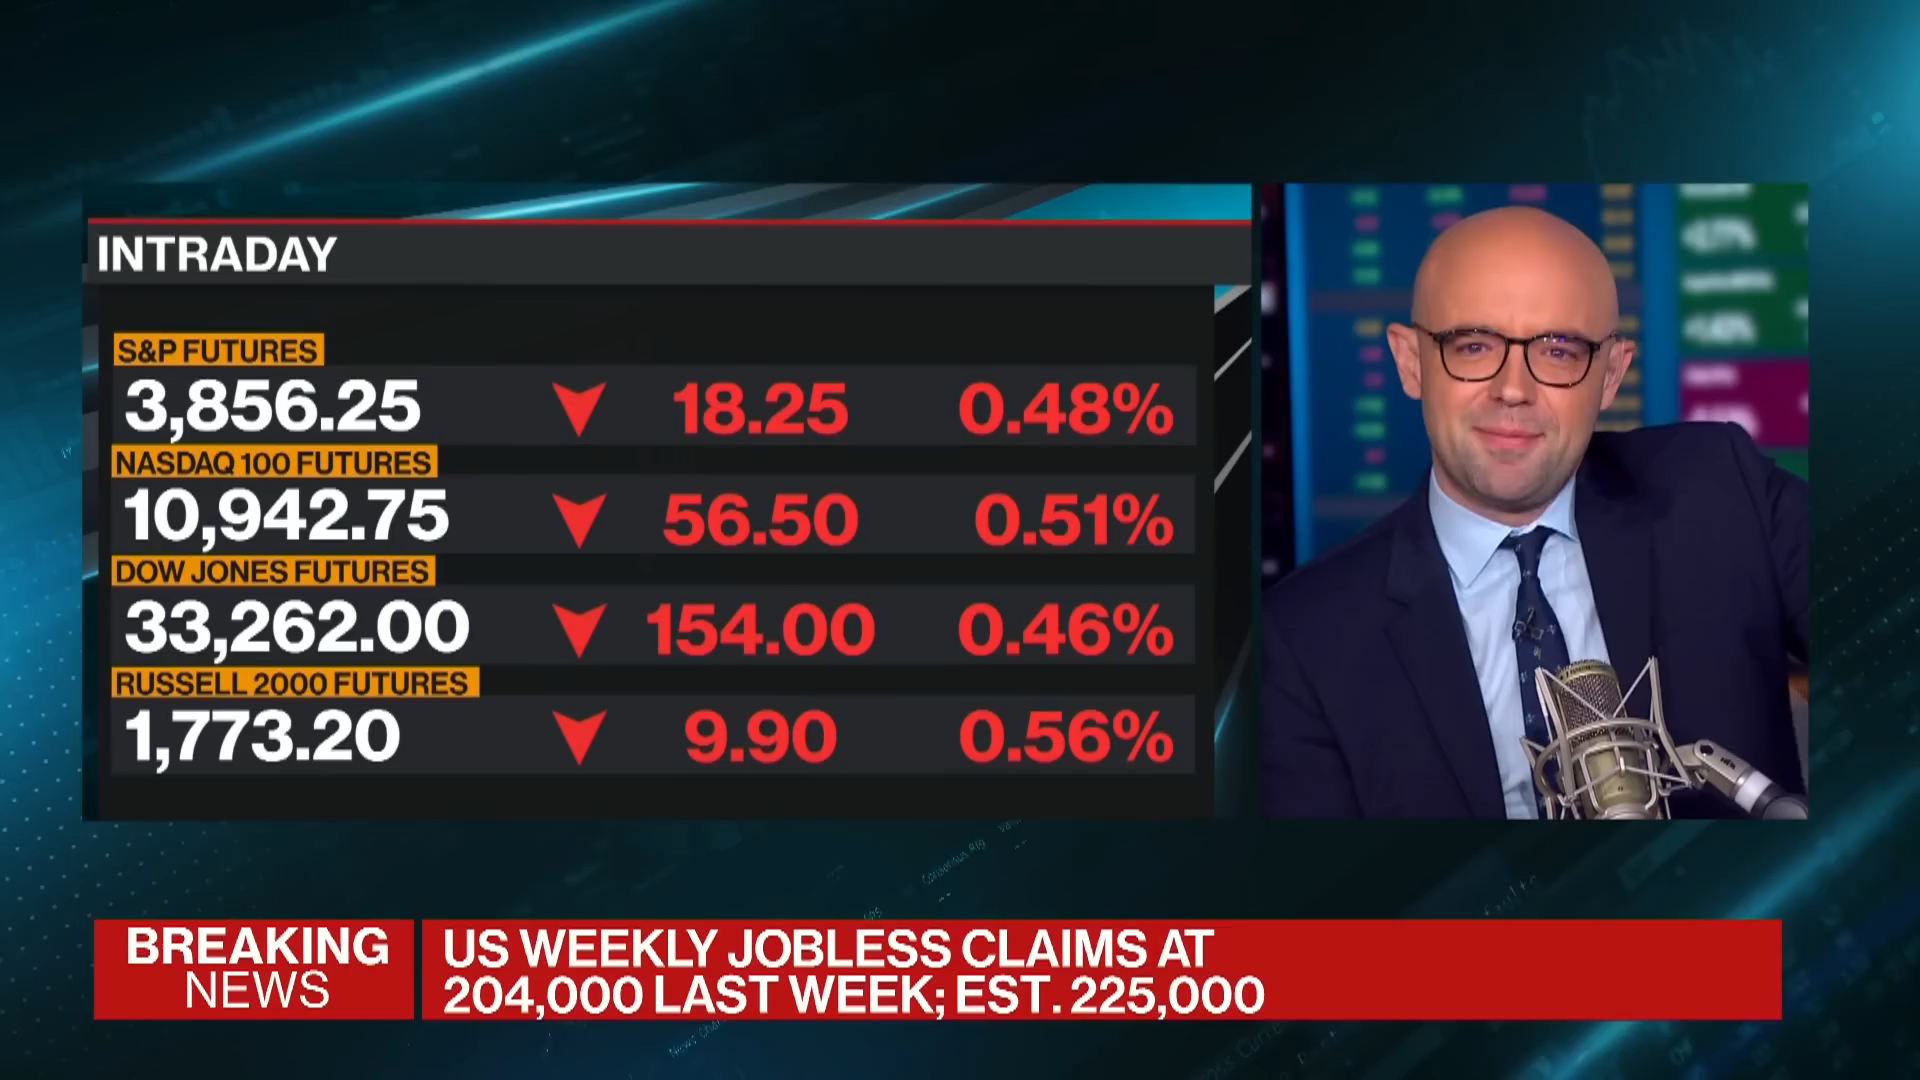 INTRADAY
S&P FUTURES
3,856.25 18.25 0.48%
NASDAQ 100 FUTURES
10,942.75 56.50 0.51%
DOW JONES FUTURES
33,262.00 154.00 0.46%
RUSSELL 2000 FUTURES
1,773.20 9.90 0.56%
BREAKING
NEWS
US WEEKLY JOBLESS CLAIMS AT
204,000 LAST WEEK; EST. 225,000